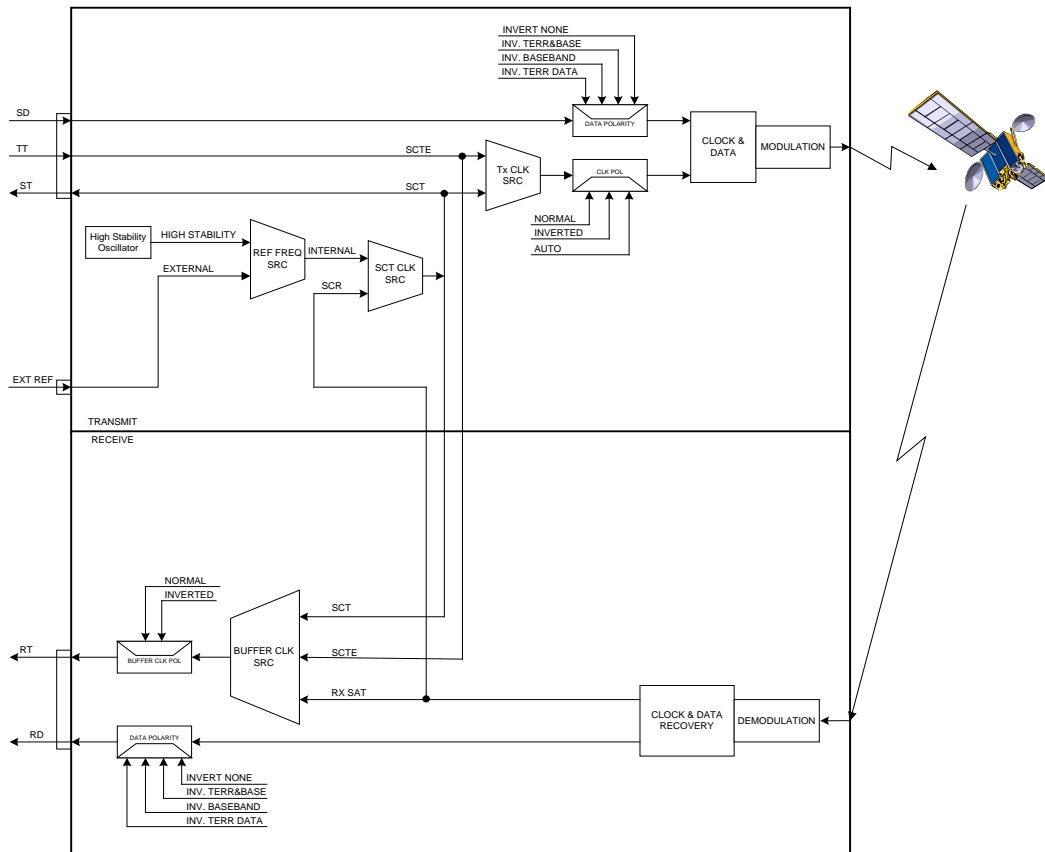 INVERT NONE
INV. TERR&BASE
INV. BASEBAND
INV. TERR DATA
SD
DATA POLARITY
TT
SCTE
CLOCK &
DATA
MODULATION
Tx CLK
SRC
CLK POL
ST
SCT
NORMAL
INVERTED
AUTO
High Stability
Oscillator
HIGH STABILITY
REF FREQ
SRC
INTERNAL
EXTERNAL
SCT CLK
SRC
SCR
EXT REF
TRANSMIT
RECEIVE
NORMAL
INVERTED
SCT
BUFFER CLK
SRC
RT
BUFFER CLK POL
SCTE
RX SAT
CLOCK & DATA
RECOVERY
DEMODULATION
RD
DATA POLARITY
INVERT NONE
INV. TERR&BASE
INV. BASEBAND
INV. TERR DATA